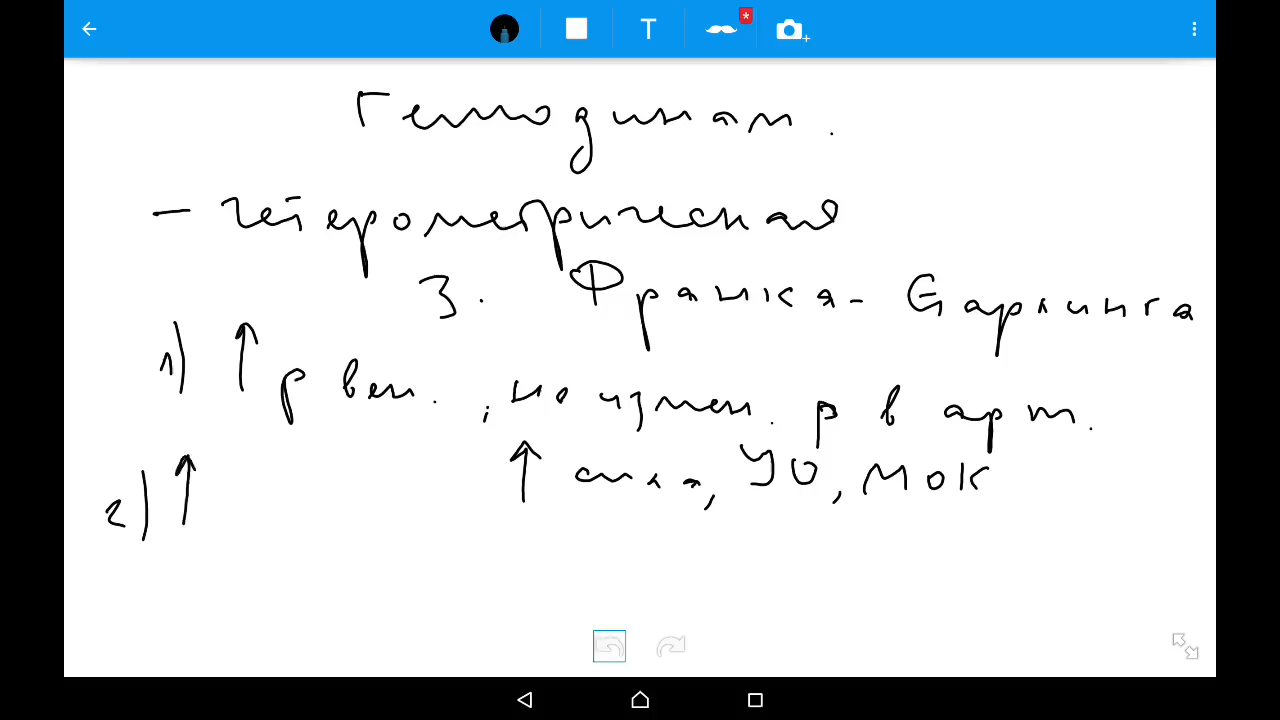 T
Гемодинам.
- гетерометрическая
З. Франка-Старлинга
1) ↑ р вен., не измен. р в арт.
↑ сила, УО, МОК
2) ↑